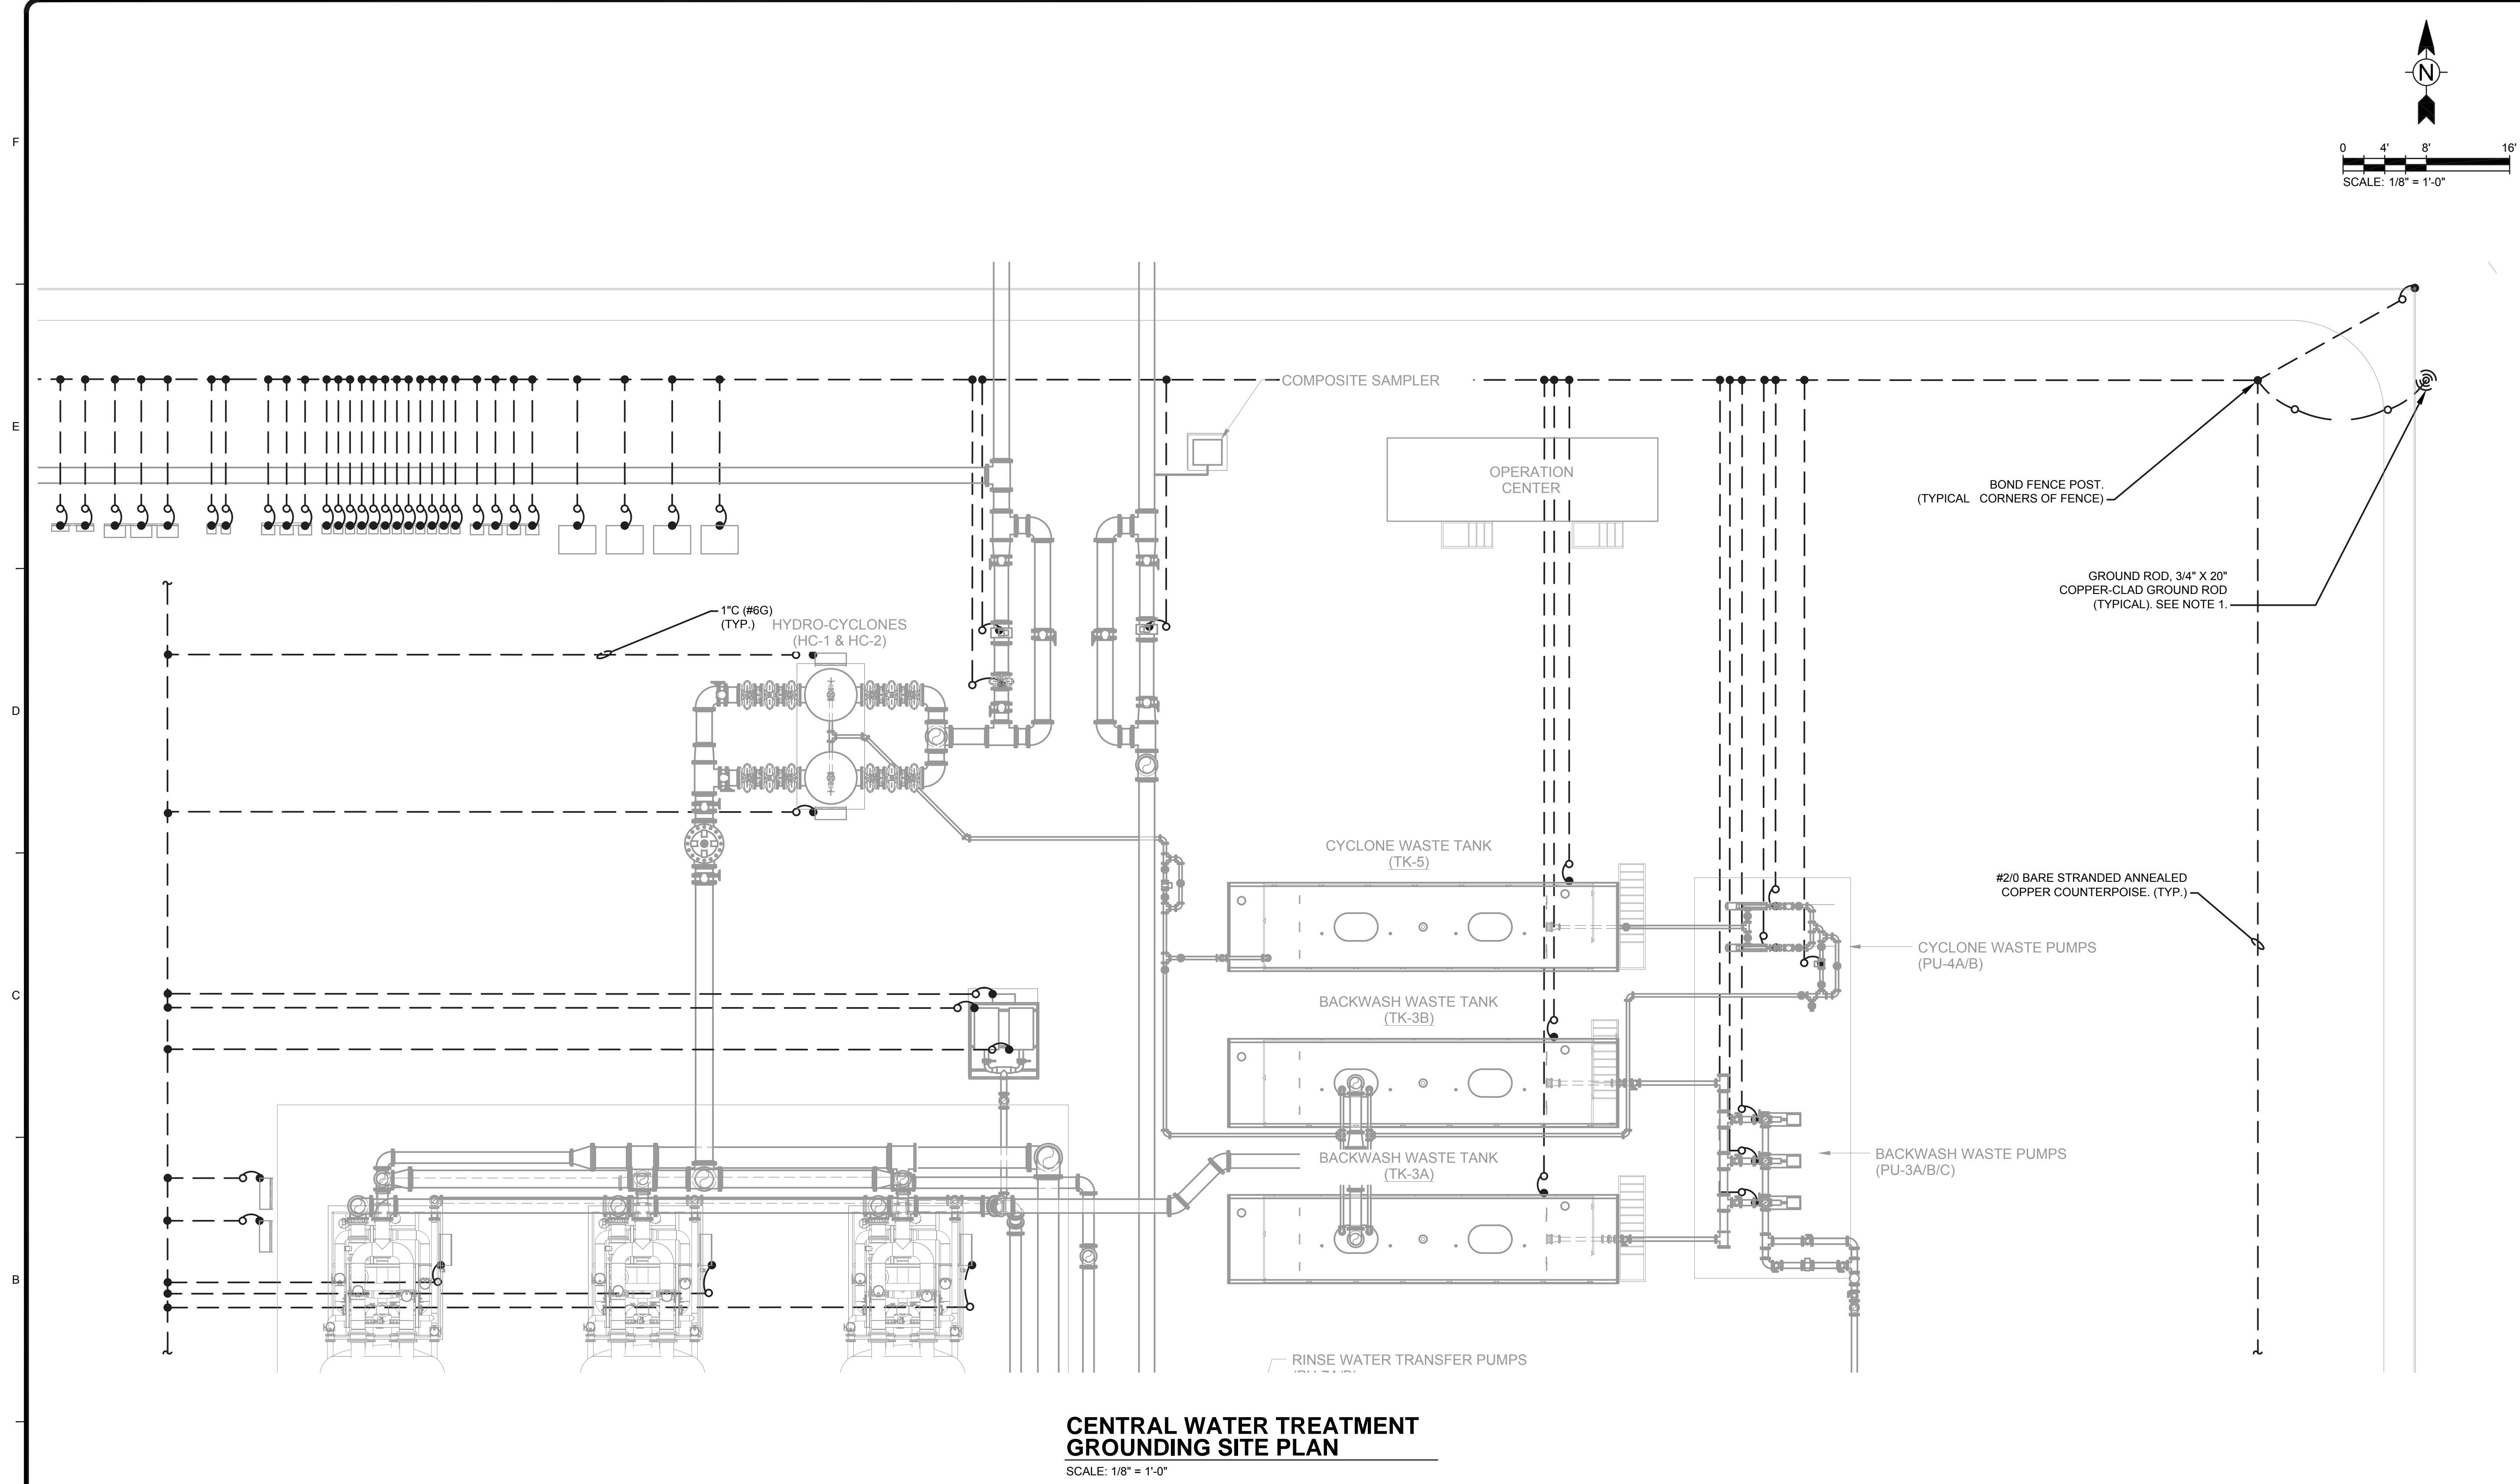 N
F
0 4' 8' 16'
SCALE: 1/8" = 1'-0"
COMPOSITE SAMPLER
E
OPERATION
CENTER
BOND FENCE POST.
(TYPICAL CORNERS OF FENCE)
GROUND ROD, 3/4" X 20"
COPPER-CLAD GROUND ROD
(TYPICAL). SEE NOTE 1.
1"C (#6G)
(TYP.)
HYDRO-CYCLONES
(HC-1 & HC-2)
D
CYCLONE WASTE TANK
(TK-5)
#2/0 BARE STRANDED ANNEALED
COPPER COUNTERPOISE. (TYP.)
CYCLONE WASTE PUMPS
(PU-4A/B)
C
BACKWASH WASTE TANK
(TK-3B)
BACKWASH WASTE PUMPS
(PU-3A/B/C)
BACKWASH WASTE TANK
(TK-3A)
B
RINSE WATER TRANSFER PUMPS
CENTRAL WATER TREATMENT
GROUNDING SITE PLAN
SCALE: 1/8" = 1'-0"